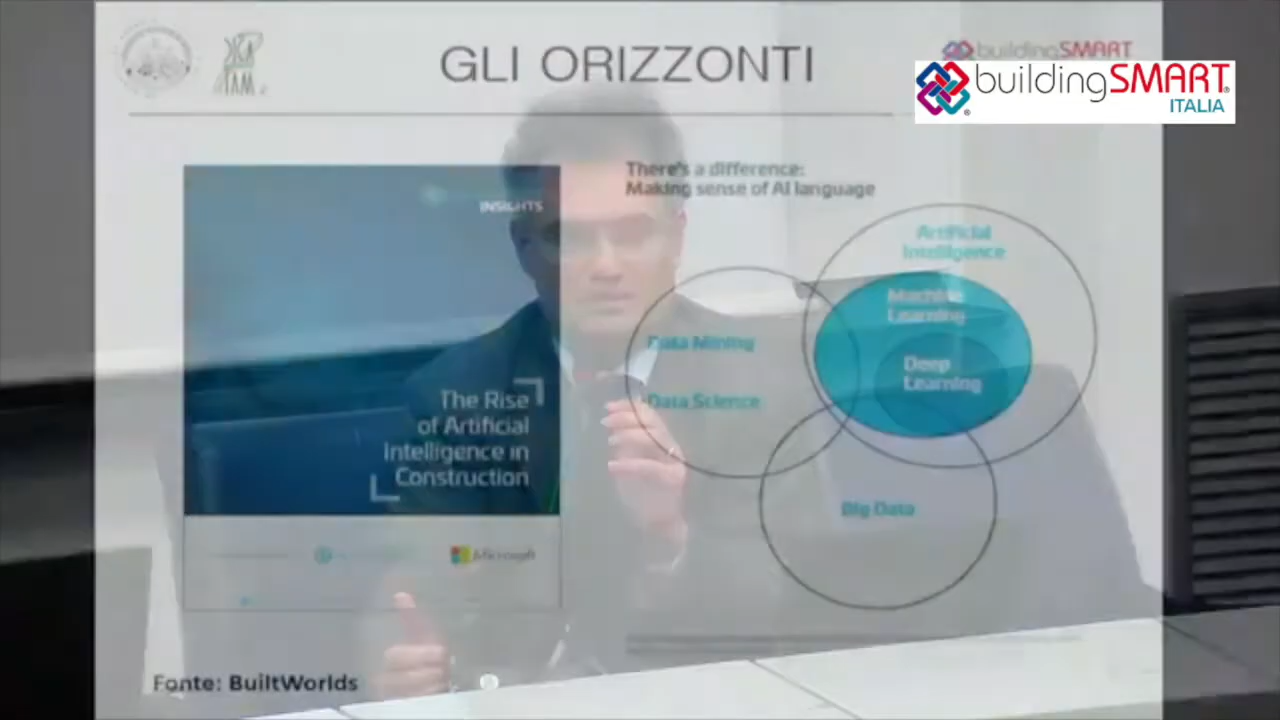 GLI ORIZZONTI
buildingSMART
buildingSMART
ITALIA
INSIGHTS
The Rise
of Artificial
Intelligence in
Construction
Microsoft
There's a difference:
Making sense of AI language
Artificial
Intelligence
Machine
Learning
Deep
Learning
Data Mining
Data Science
Big Data
Fonte: BuiltWorlds